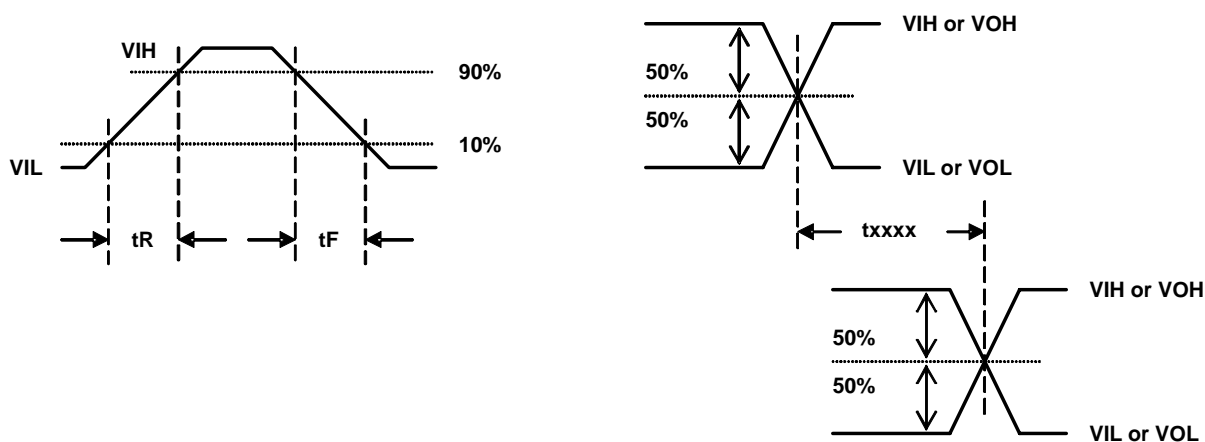 VIH
90%
10%
VIL
tR
tF
VIH or VOH
50%
50%
VIL or VOL
txxxx
VIH or VOH
50%
50%
VIL or VOL